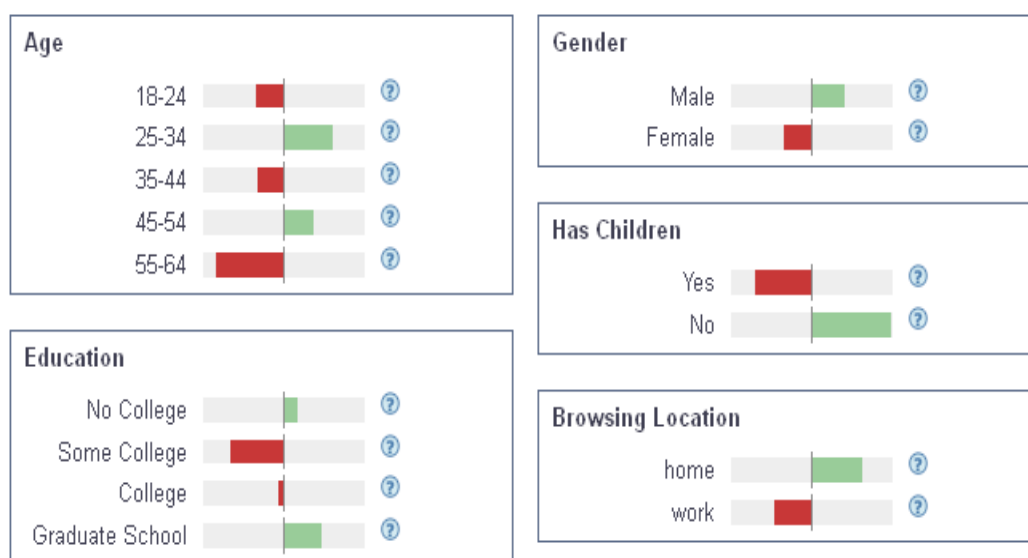 Age
18-24 ?
25-34 ?
35-44 ?
45-54 ?
55-64 ?
Education
No College ?
Some College ?
College ?
Graduate School ?
Gender
Male ?
Female ?
Has Children
Yes ?
No ?
Browsing Location
home ?
work ?